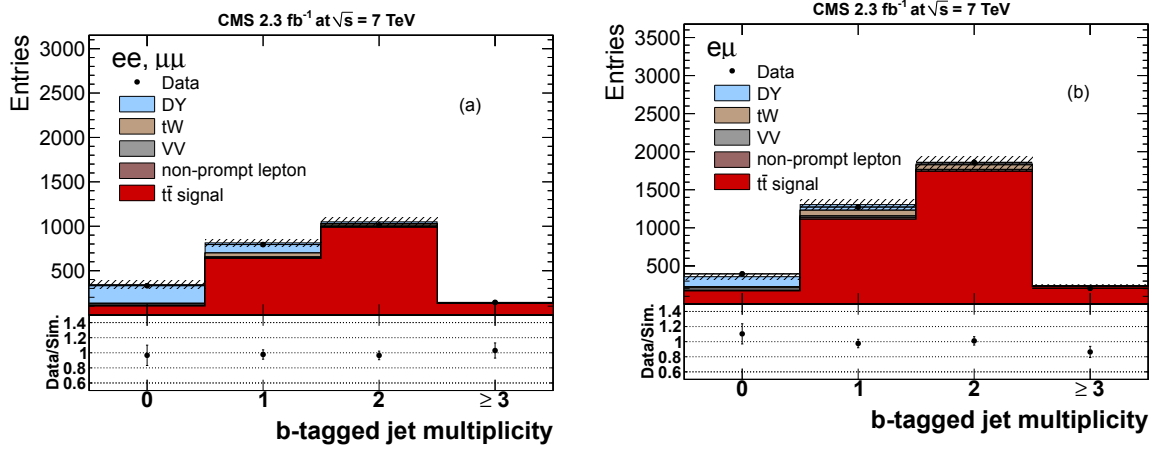 CMS 2.3 fb⁻¹ at √s = 7 TeV
Entries
3000
2500
2000
1500
1000
500
ee, μμ
Data
DY
tW
VV
non-prompt lepton
tt̄ signal
(a)
Data/Sim.
1.4
1.2
1
0.8
0.6
0 1 2 ≥ 3
b-tagged jet multiplicity
CMS 2.3 fb⁻¹ at √s = 7 TeV
Entries
3500
3000
2500
2000
1500
1000
500
eμ
Data
DY
tW
VV
non-prompt lepton
tt̄ signal
(b)
Data/Sim.
1.4
1.2
1
0.8
0.6
0 1 2 ≥ 3
b-tagged jet multiplicity